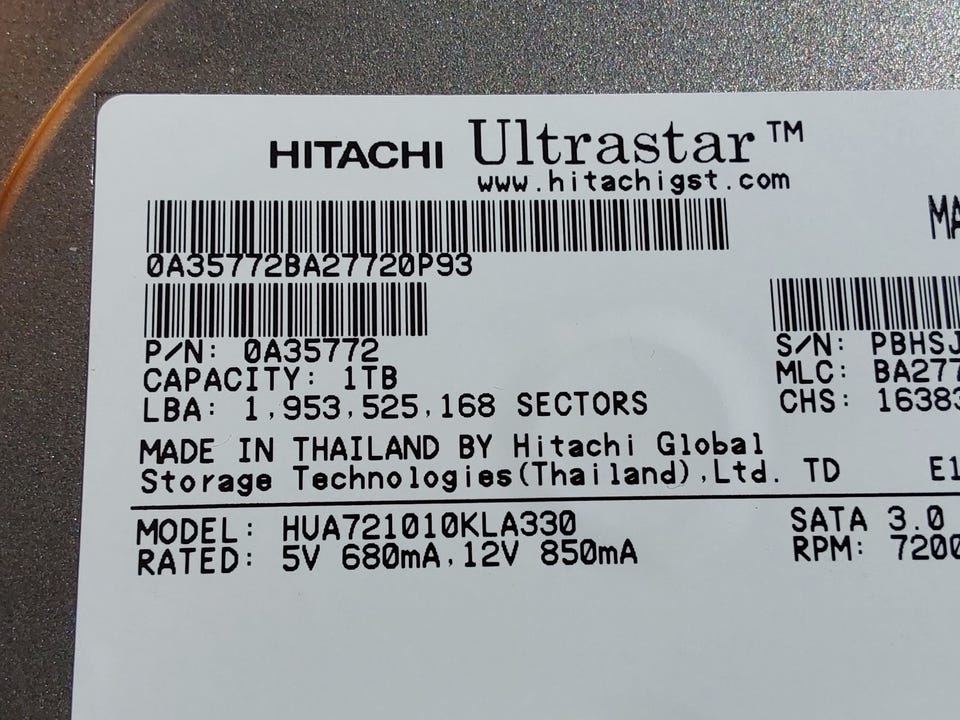 HITACHI Ultrastar™
www.hitachigst.com
MA
0A35772BA27720P93
P/N: 0A35772
S/N: PBHSJ
CAPACITY: 1TB
MLC: BA277
LBA: 1,953,525,168 SECTORS
CHS: 16383
MADE IN THAILAND BY Hitachi Global
Storage Technologies(Thailand),Ltd. TD E1
MODEL: HUA721010KLA330
SATA 3.0
RATED: 5V 680mA,12V 850mA
RPM: 7200